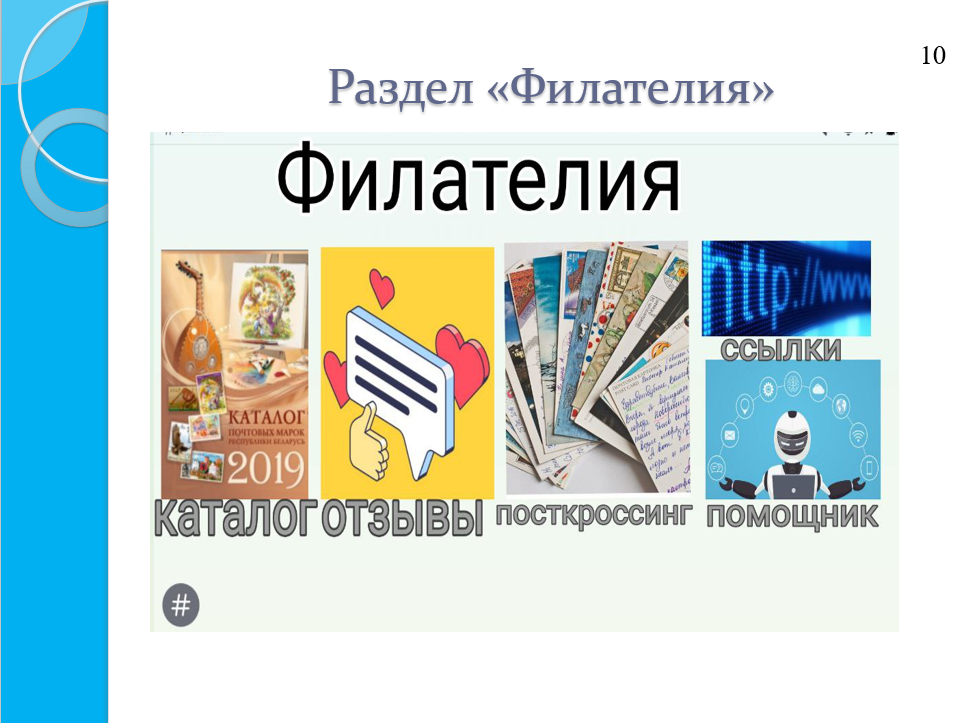 10
Раздел «Филателия»
Филателия
КАТАЛОГ
ПОЧТОВЫХ МАРОК
РЕСПУБЛИКИ БЕЛАРУСЬ
2019
http://www
ссылки
каталог
отзывы
посткроссинг
помощник
#